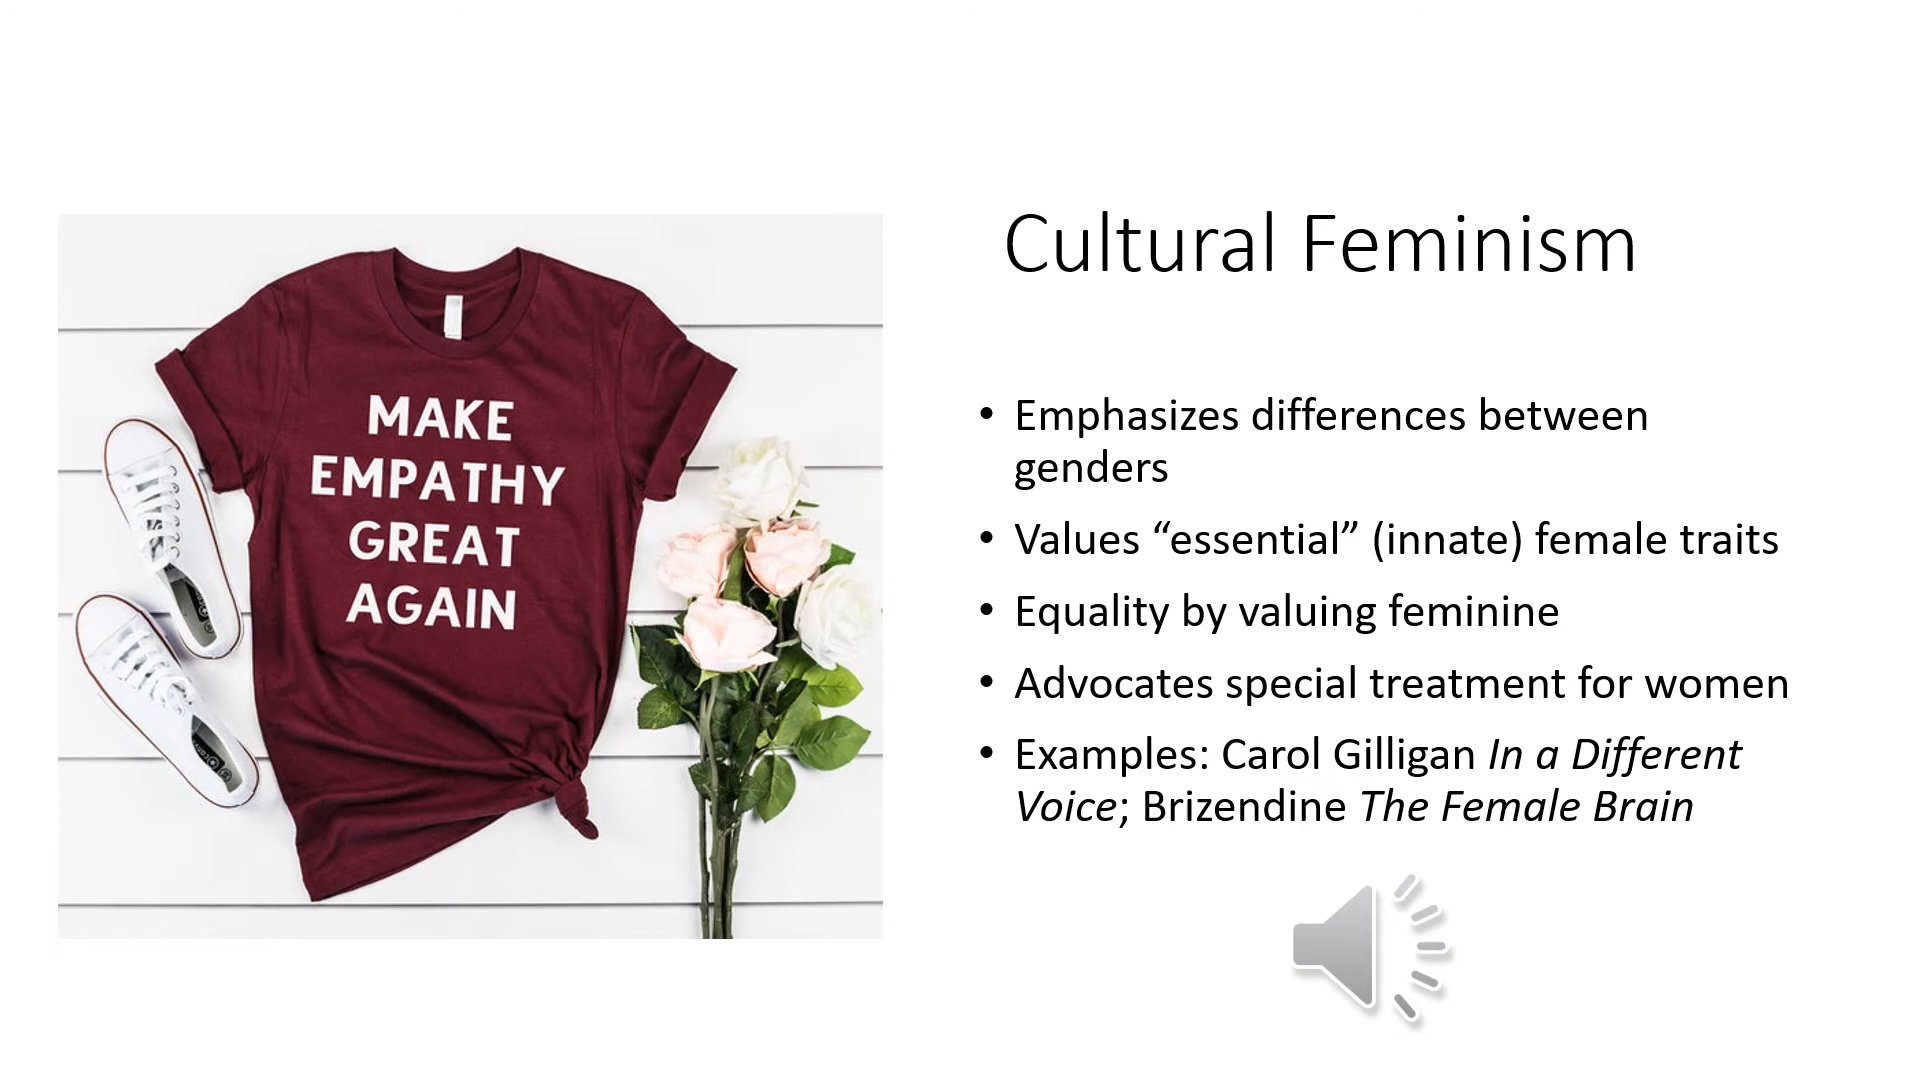 MAKE
EMPATHY
GREAT
AGAIN
Cultural Feminism
• Emphasizes differences between
genders
• Values “essential” (innate) female traits
• Equality by valuing feminine
• Advocates special treatment for women
• Examples: Carol Gilligan In a Different
Voice; Brizendine The Female Brain